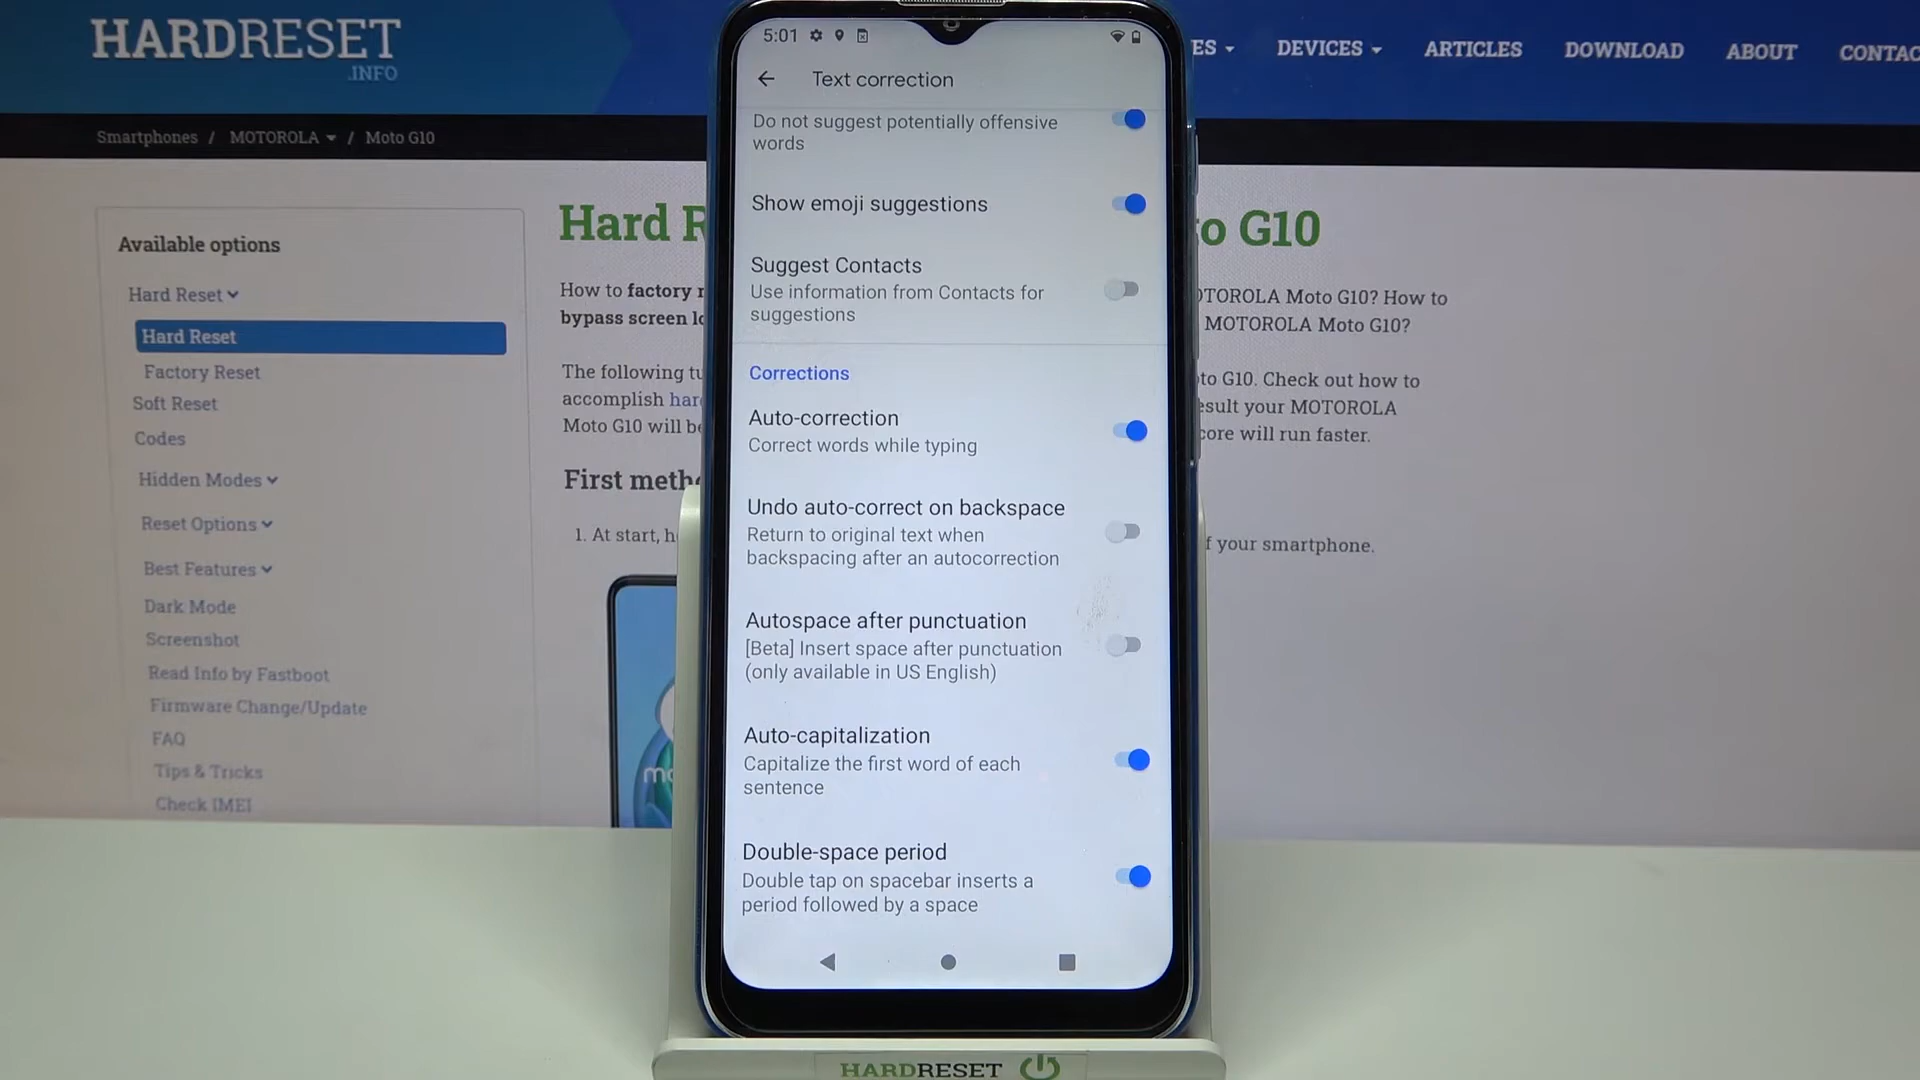 HARDRESET
.INFO
ES
DEVICES
ARTICLES
DOWNLOAD
ABOUT
CONTAC
Smartphones / MOTOROLA / Moto G10
Available options
Hard Reset
Hard Reset
Factory Reset
Soft Reset
Codes
Hidden Modes
Reset Options
Best Features
Dark Mode
Screenshot
Read Info by Fastboot
Firmware Change/Update
FAQ
Tips & Tricks
Check IMEI
Hard R
How to factory r
bypass screen lo
The following tu
accomplish har
Moto G10 will be
First metho
1. At start, h
5:01
Text correction
Do not suggest potentially offensive
words
Show emoji suggestions
Suggest Contacts
Use information from Contacts for
suggestions
Corrections
Auto-correction
Correct words while typing
Undo auto-correct on backspace
Return to original text when
backspacing after an autocorrection
Autospace after punctuation
[Beta] Insert space after punctuation
(only available in US English)
Auto-capitalization
Capitalize the first word of each
sentence
Double-space period
Double tap on spacebar inserts a
period followed by a space
to G10
OTOROLA Moto G10? How to
MOTOROLA Moto G10?
to G10. Check out how to
esult your MOTOROLA
core will run faster.
f your smartphone.
HARDRESET